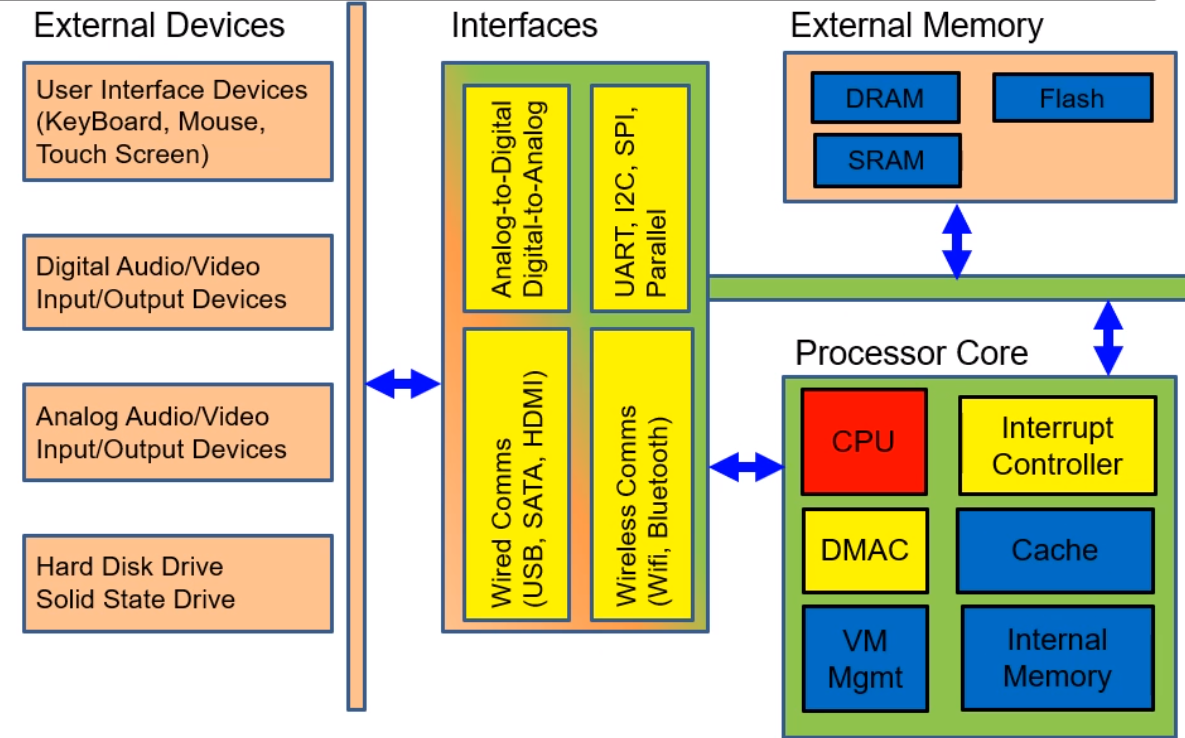 External Devices
User Interface Devices
(KeyBoard, Mouse,
Touch Screen)
Digital Audio/Video
Input/Output Devices
Analog Audio/Video
Input/Output Devices
Hard Disk Drive
Solid State Drive
Interfaces
Analog-to-Digital
Digital-to-Analog
UART, I2C, SPI,
Parallel
Wired Comms
(USB, SATA, HDMI)
Wireless Comms
(Wifi, Bluetooth)
External Memory
DRAM
Flash
SRAM
Processor Core
CPU
Interrupt
Controller
DMAC
Cache
VM
Mgmt
Internal
Memory